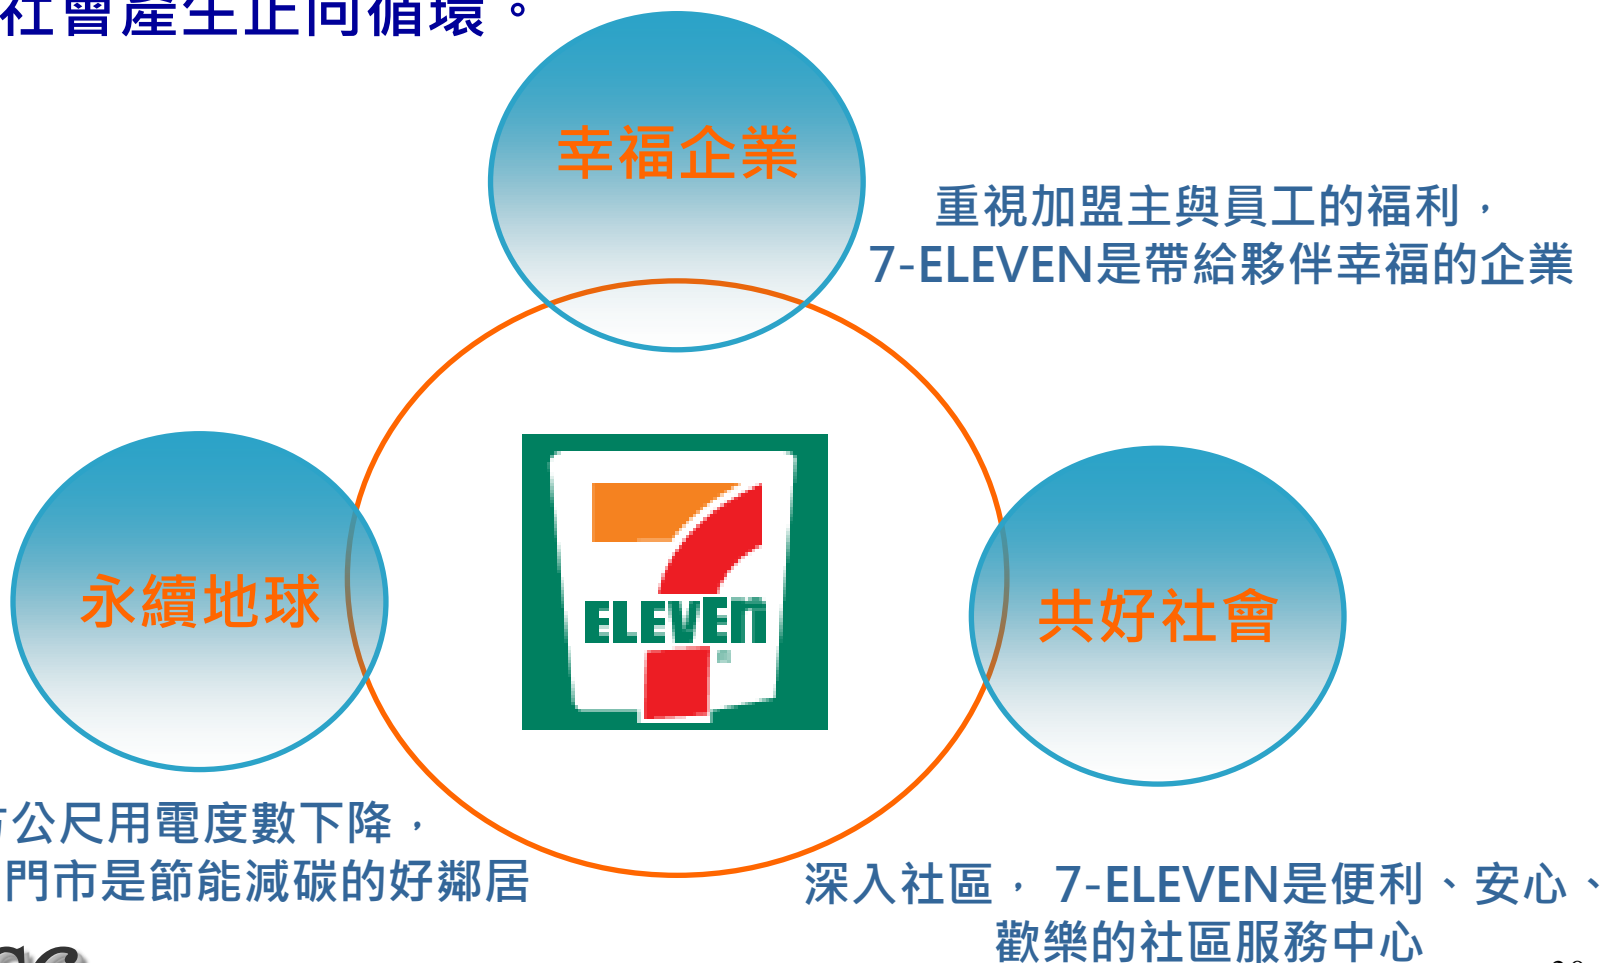 社會產生正向循環。
幸福企業
重視加盟主與員工的福利，
7-ELEVEN是帶給夥伴幸福的企業
ELEVEN
永續地球
共好社會
方公尺用電度數下降，
門市是節能減碳的好鄰居
深入社區， 7-ELEVEN是便利、安心、
歡樂的社區服務中心